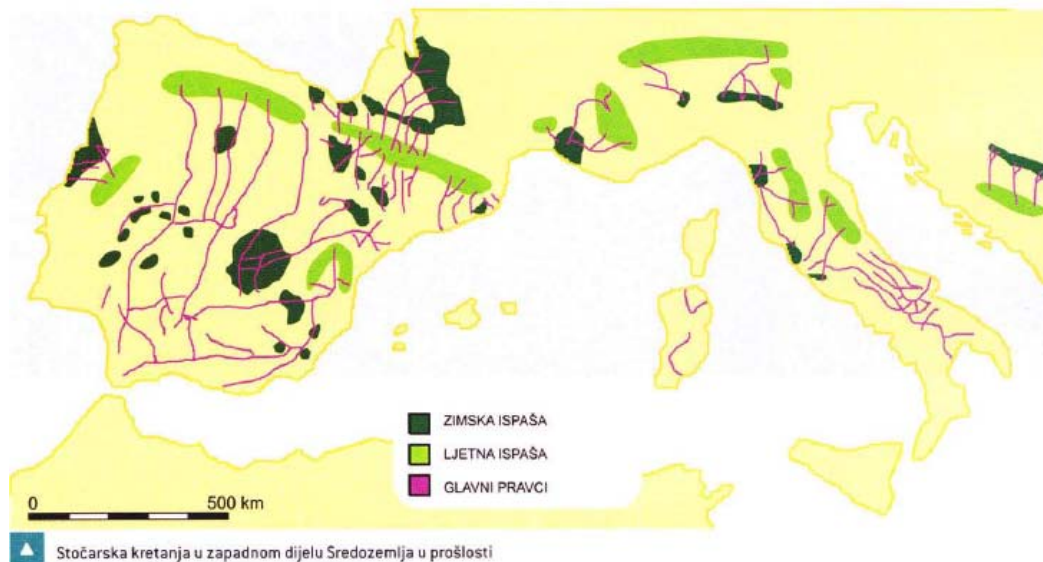 ZIMSKA ISPAŠA
LJETNA ISPAŠA
GLAVNI PRAVCI
0 500 km
Stočarska kretanja u zapadnom dijelu Sredozemlja u prošlosti